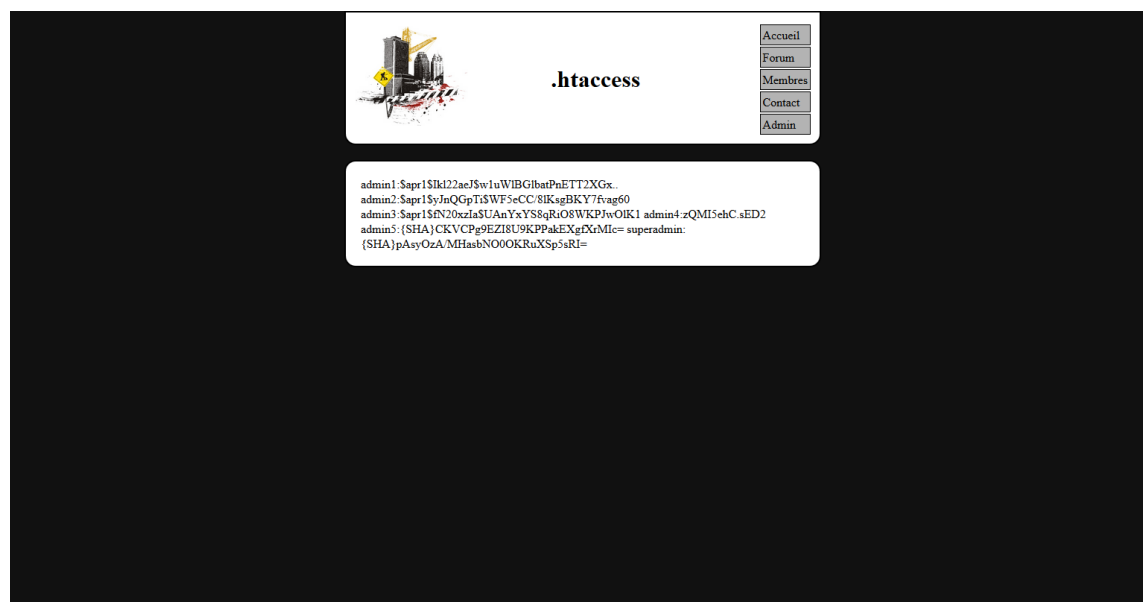 .htaccess
Accueil
Forum
Membres
Contact
Admin
admin1:$apr1$Ikl22aeJ$w1uWlBGlbatPnETT2XGx..
admin2:$apr1$yJnQGpTi$WF5eCC/8lKsgBKY7fvag60
admin3:$apr1$fN20xzIa$UAnYxYS8qRiO8WKPJwOlK1 admin4:zQMI5ehC.sED2
admin5:{SHA}CKVCPg9EZI8U9KPPakEXgfXrMIc= superadmin:
{SHA}pAsyOzA/MHasbNO0OKRuXSp5sRI=